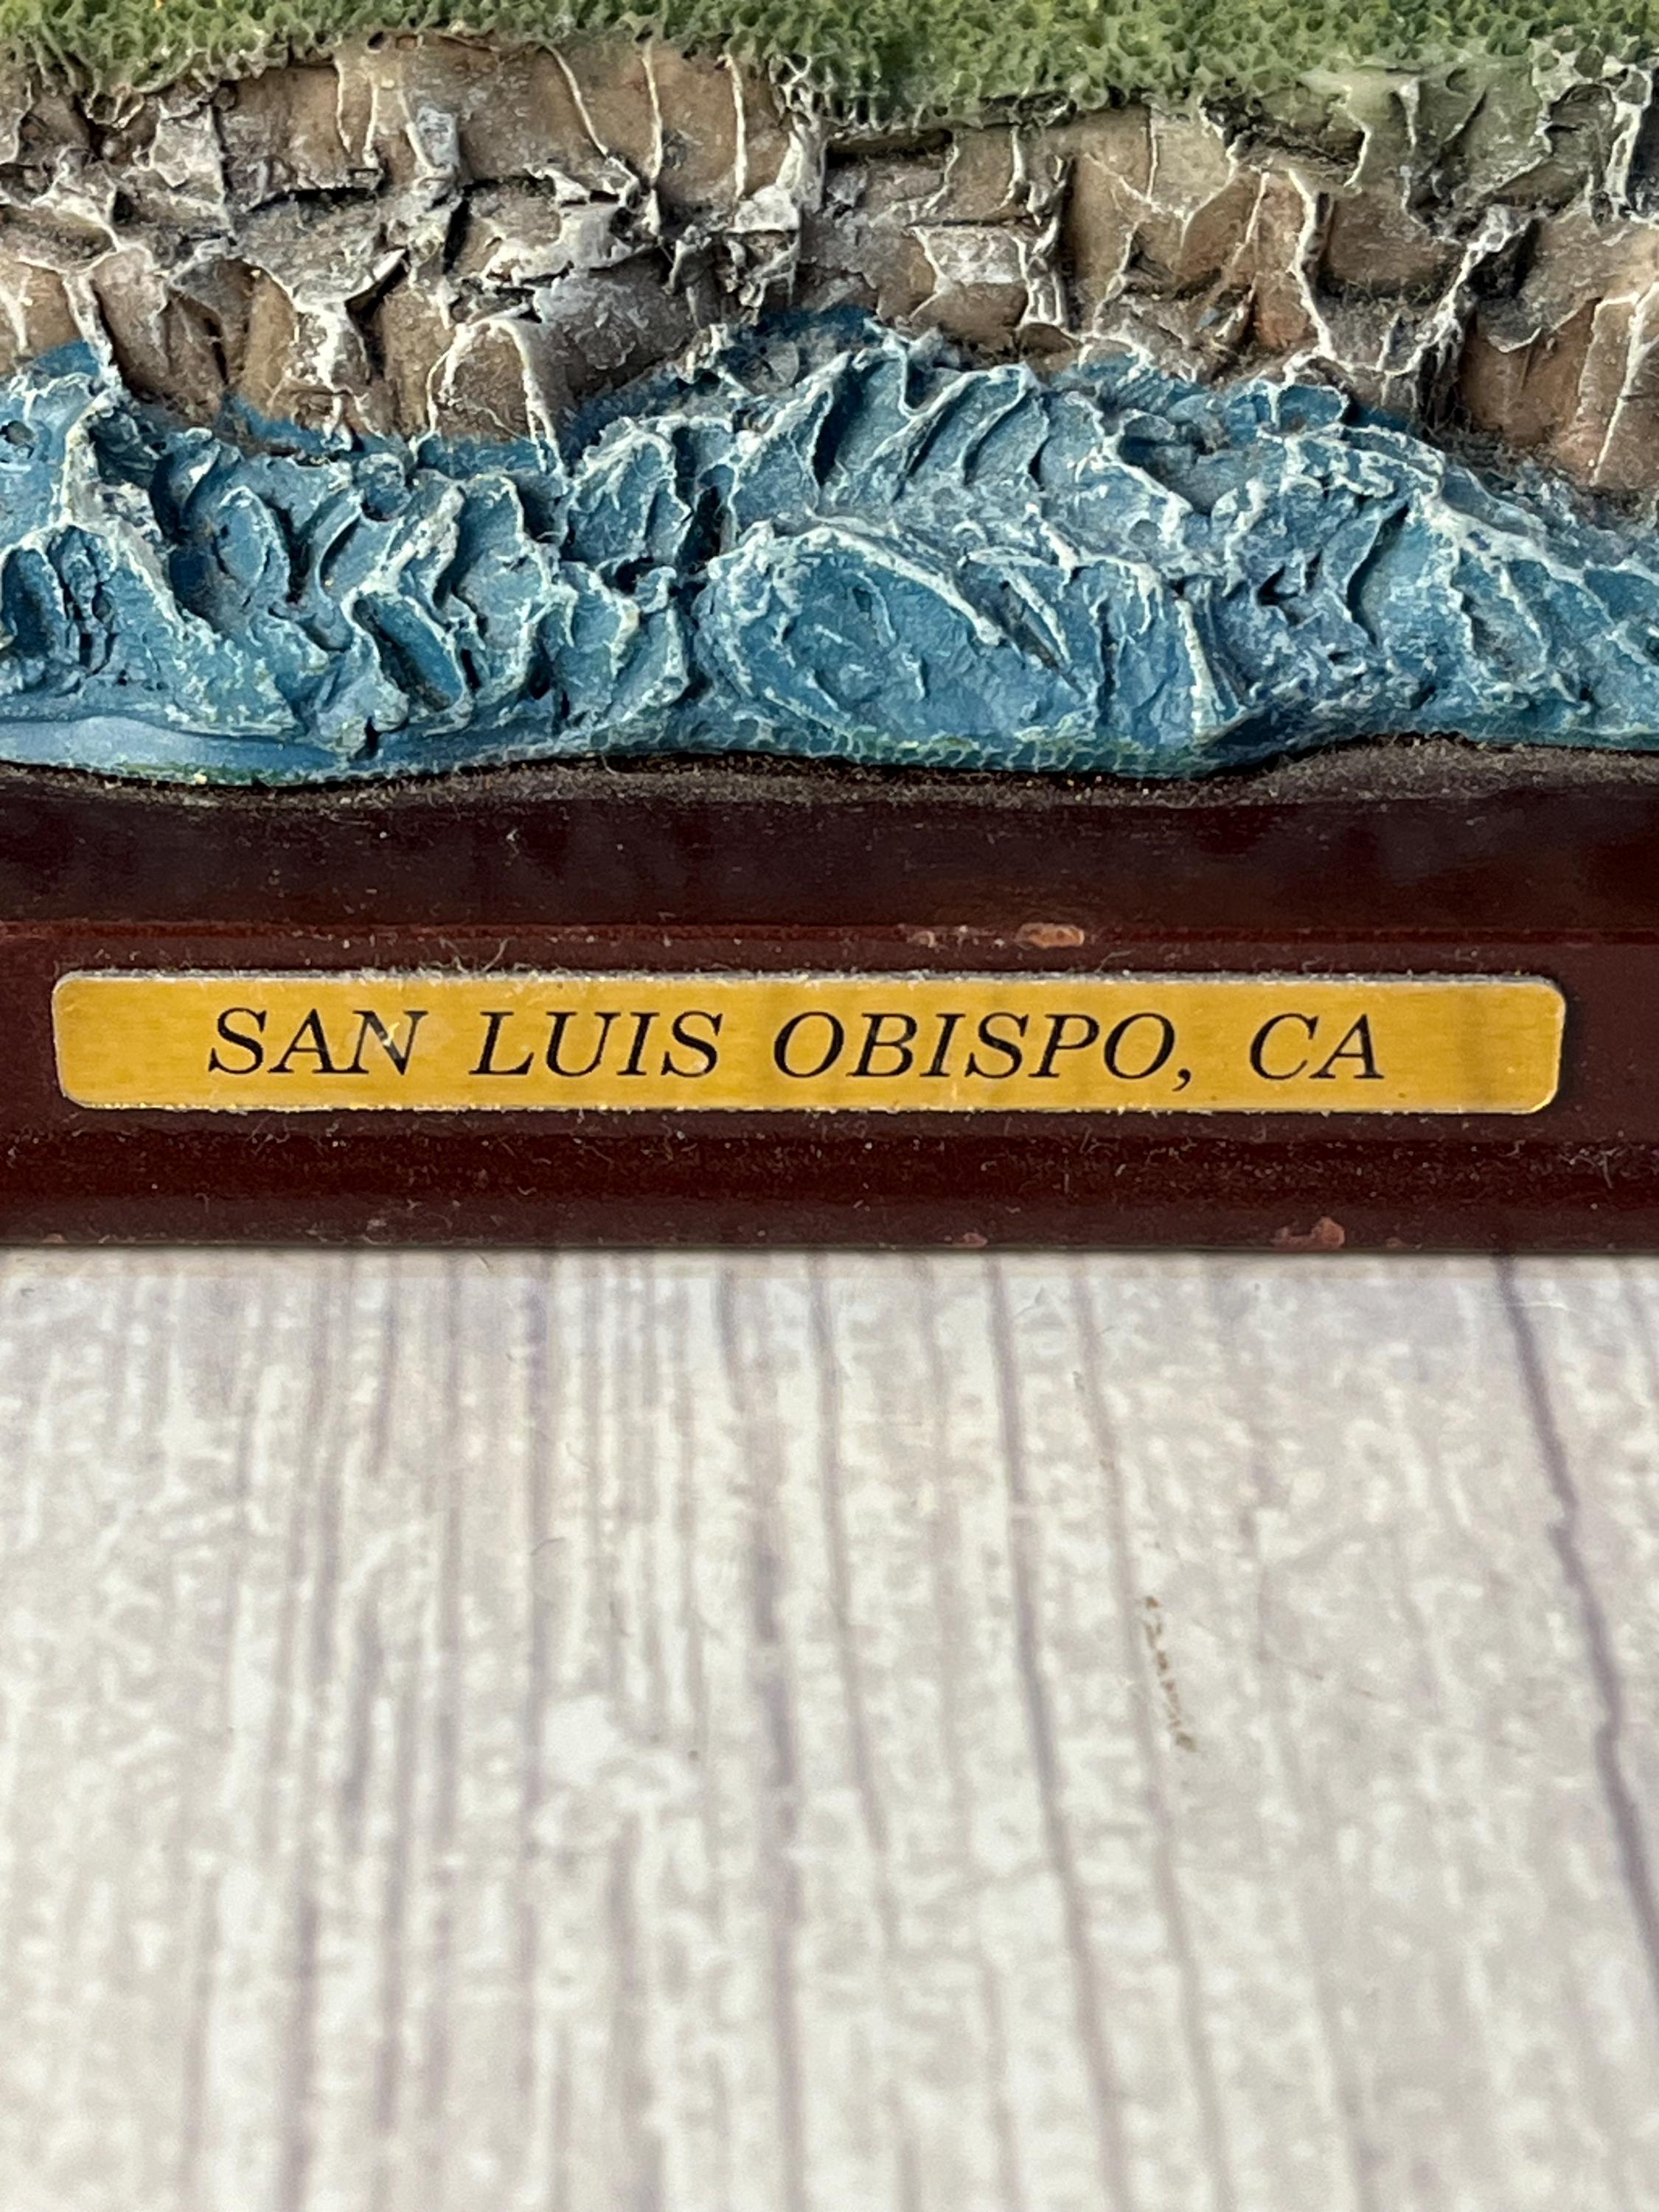 SAN LUIS OBISPO, CA